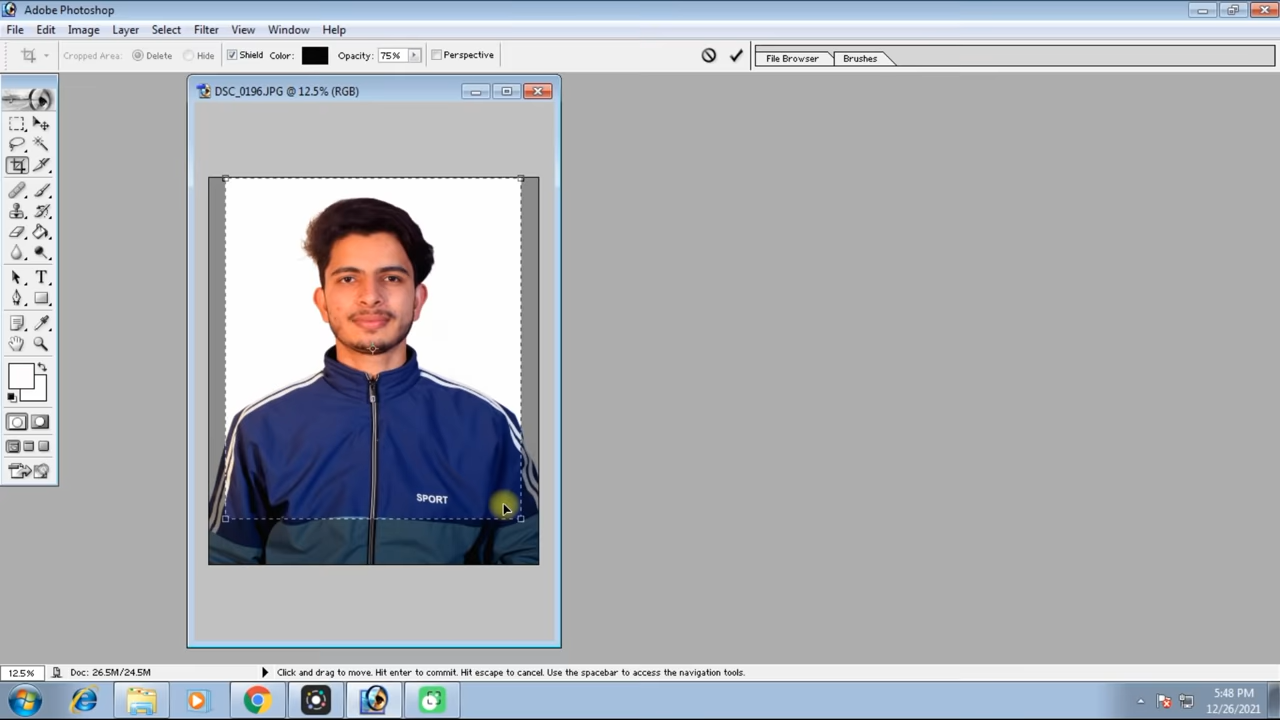 Adobe Photoshop
File Edit Image Layer Select Filter View Window Help
Cropped Area: Delete Hide Shield Color: Opacity: 75% Perspective File Browser Brushes
DSC_0196.JPG @ 12.5% (RGB)
T
SPORT
12.5% Doc: 26.5M/24.5M Click and drag to move. Hit enter to commit. Hit escape to cancel. Use the spacebar to access the navigation tools.
5:48 PM
12/26/2021